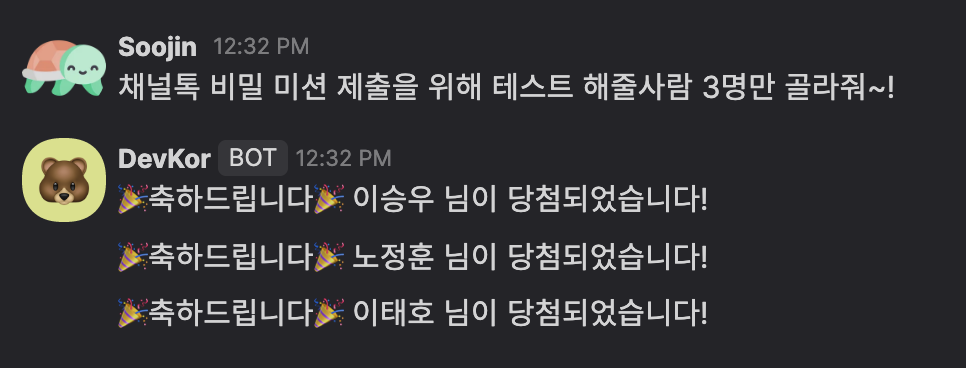 Soojin 12:32 PM
채널톡 비밀 미션 제출을 위해 테스트 해줄사람 3명만 골라줘~!
DevKor BOT 12:32 PM
🎉축하드립니다🎉 이승우 님이 당첨되었습니다!
🎉축하드립니다🎉 노정훈 님이 당첨되었습니다!
🎉축하드립니다🎉 이태호 님이 당첨되었습니다!